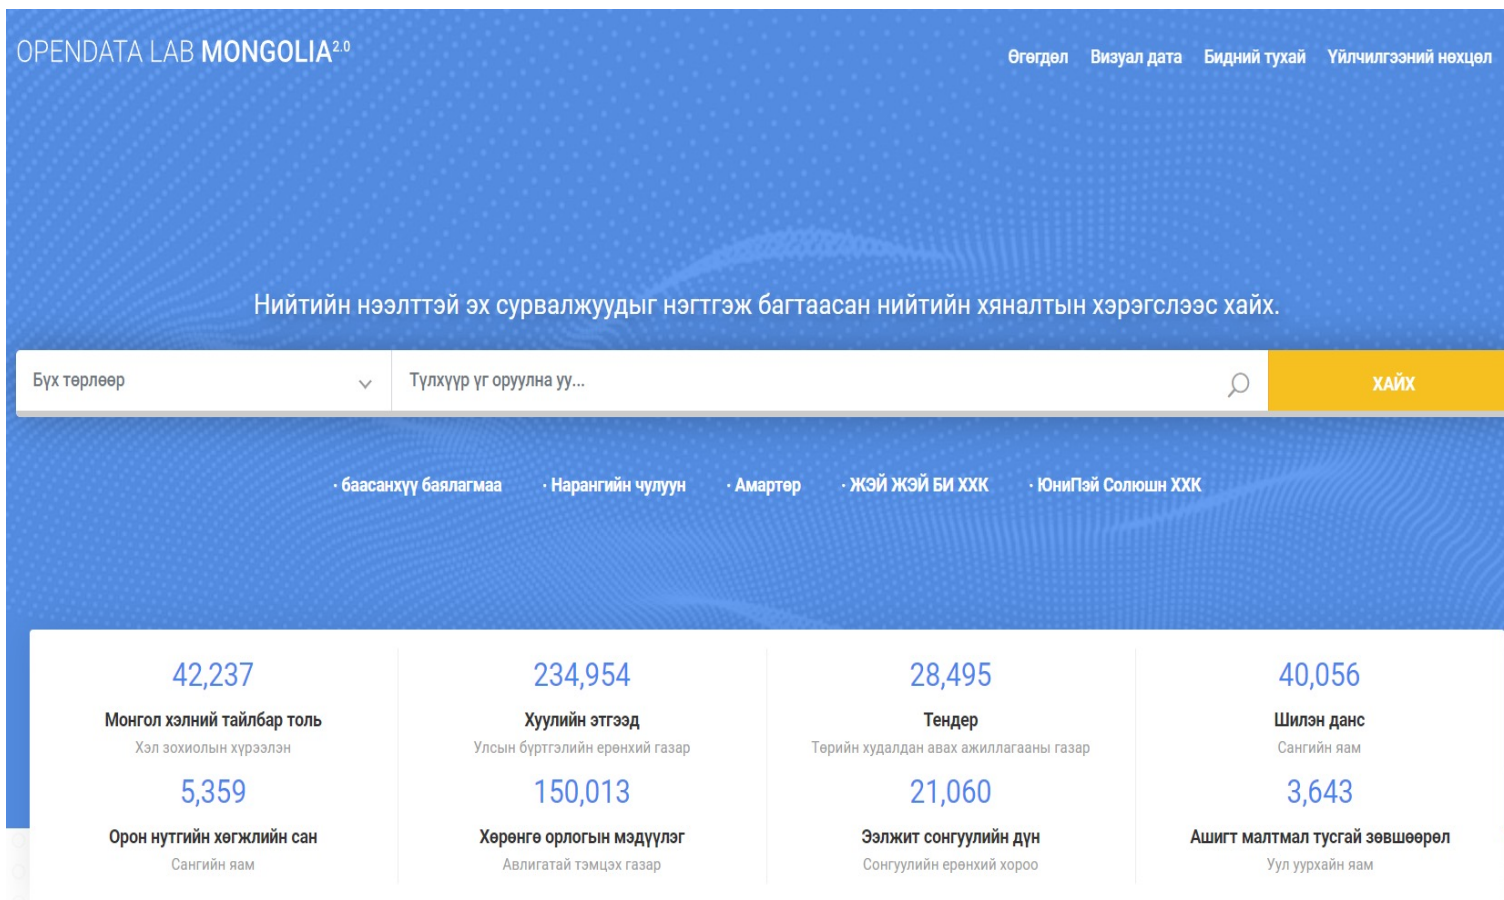 OPENDATA LAB MONGOLIA2.0
Өгөгдөл Визуал дата Бидний тухай Үйлчилгээний нөхцөл
Нийтийн нээлттэй эх сурвалжуудыг нэгтгэж багтаасан нийтийн хяналтын хэрэгслээс хайх.
Бүх төрлөөр Түлхүүр үг оруулна уу... ХАЙХ
· баасанхүү баялагмаа · Нарангийн чулуун · Амартөр · ЖЭЙ ЖЭЙ БИ ХХК · ЮниПэй Солюшн ХХК
42,237 234,954 28,495 40,056
Монгол хэлний тайлбар толь Хуулийн этгээд Тендер Шилэн данс
Хэл зохиолын хүрээлэн Улсын бүртгэлийн ерөнхий газар Төрийн худалдан авах ажиллагааны газар Сангийн яам
5,359 150,013 21,060 3,643
Орон нутгийн хөгжлийн сан Хөрөнгө орлогын мэдүүлэг Ээлжит сонгуулийн дүн Ашигт малтмал тусгай зөвшөөрөл
Сангийн яам Авлигатай тэмцэх газар Сонгуулийн ерөнхий хороо Уул уурхайн яам